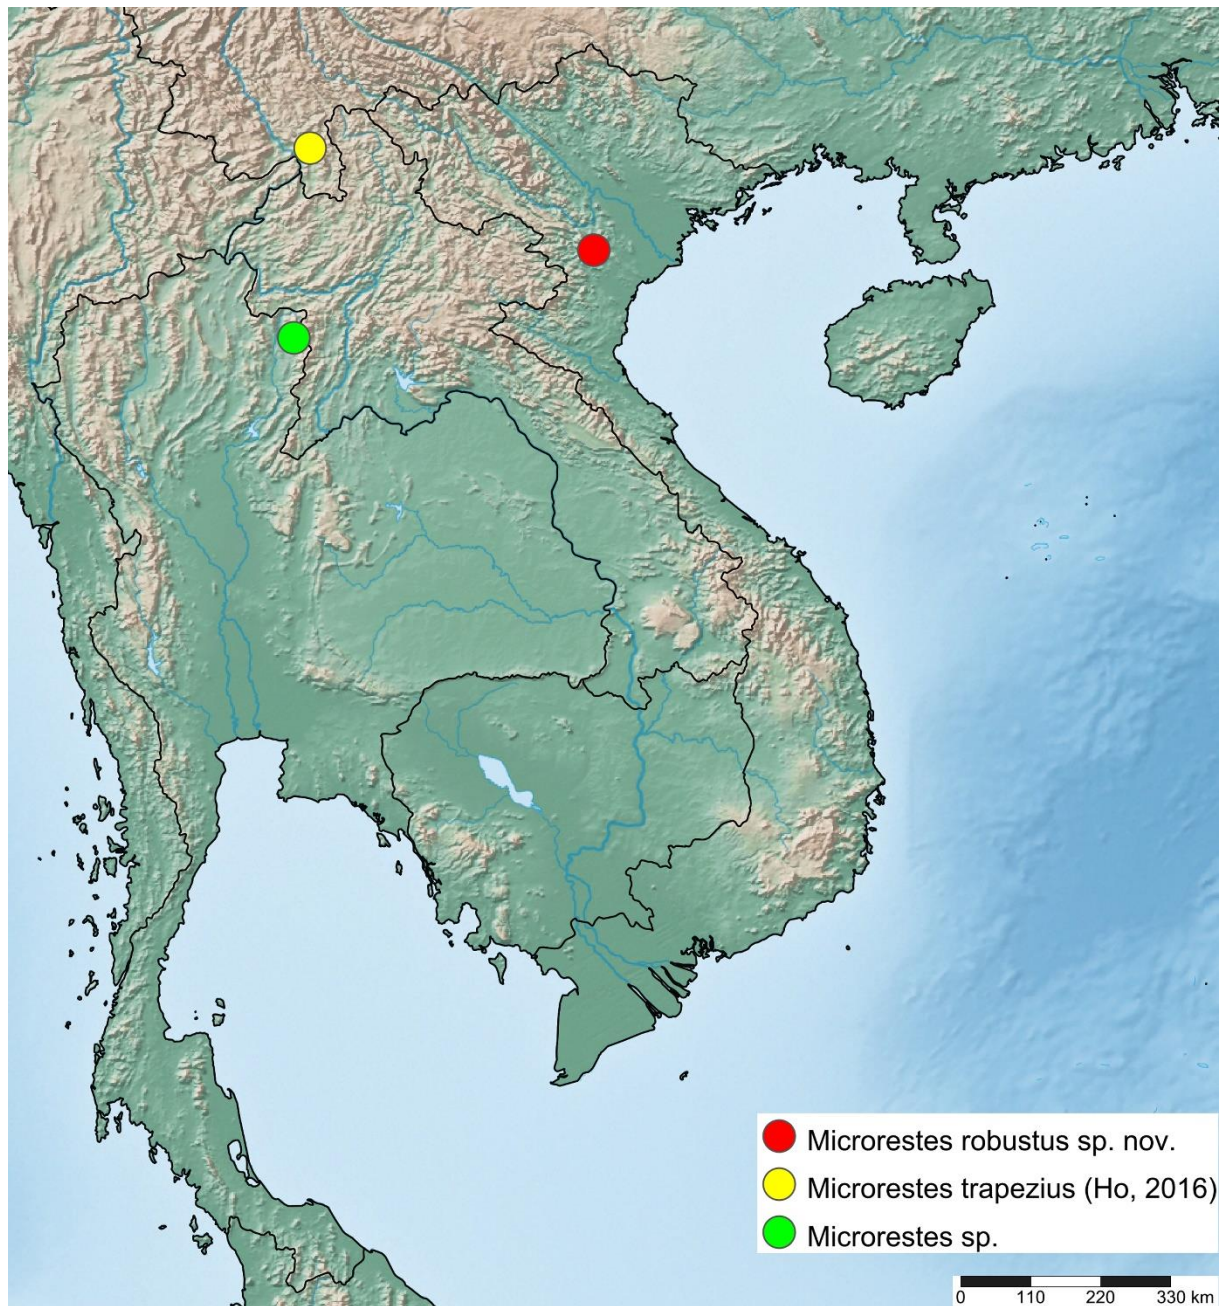 Microrestes robustus sp. nov.
Microrestes trapezius (Ho, 2016)
Microrestes sp.
0 110 220 330 km